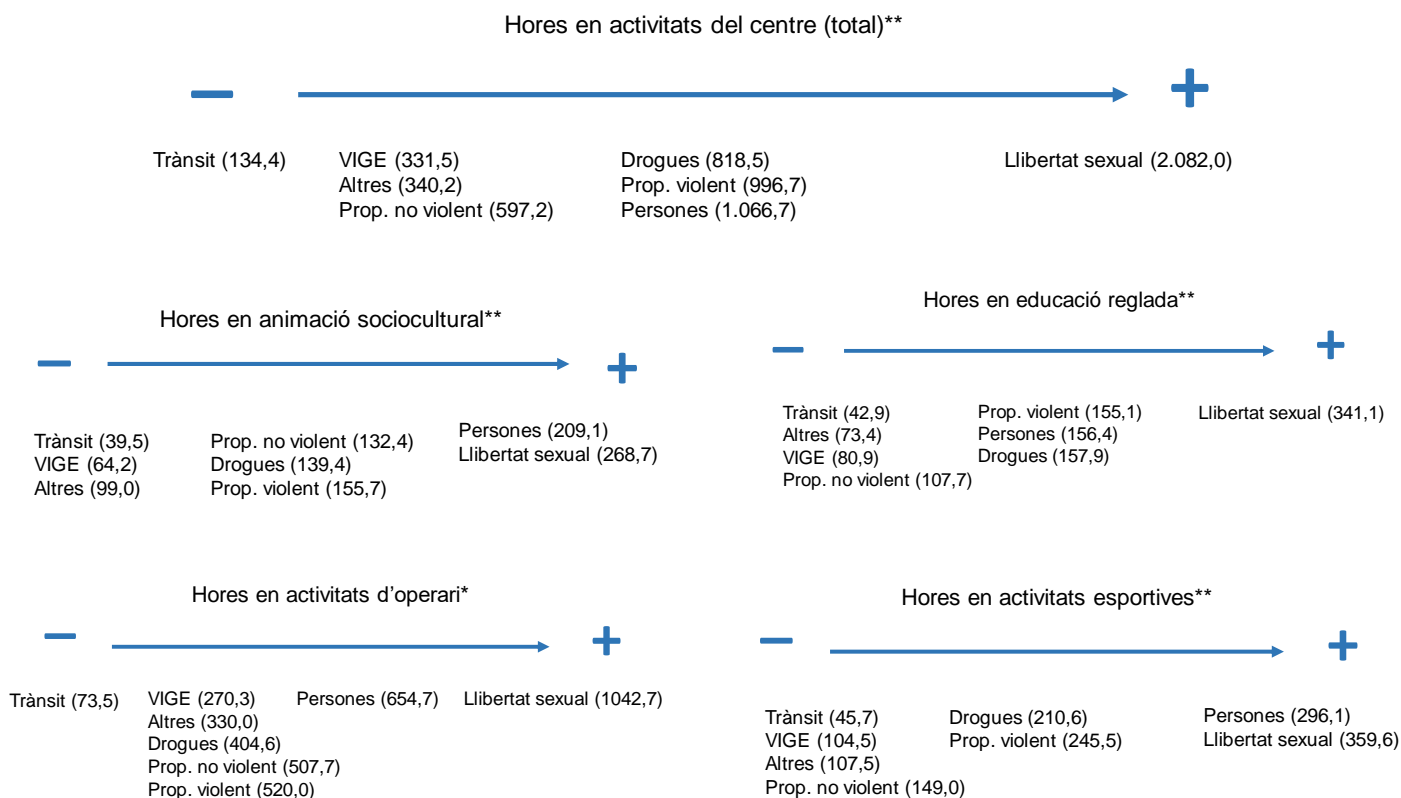 Hores en activitats del centre (total)**
Trànsit (134,4)
VIGE (331,5)
Altres (340,2)
Prop. no violent (597,2)
Drogues (818,5)
Prop. violent (996,7)
Persones (1.066,7)
Llibertat sexual (2.082,0)
Hores en animació sociocultural**
Trànsit (39,5)
VIGE (64,2)
Altres (99,0)
Prop. no violent (132,4)
Drogues (139,4)
Prop. violent (155,7)
Persones (209,1)
Llibertat sexual (268,7)
Hores en educació reglada**
Trànsit (42,9)
Altres (73,4)
VIGE (80,9)
Prop. no violent (107,7)
Prop. violent (155,1)
Persones (156,4)
Drogues (157,9)
Llibertat sexual (341,1)
Hores en activitats d’operari*
Trànsit (73,5)
VIGE (270,3)
Altres (330,0)
Drogues (404,6)
Prop. no violent (507,7)
Prop. violent (520,0)
Persones (654,7)
Llibertat sexual (1042,7)
Hores en activitats esportives**
Trànsit (45,7)
VIGE (104,5)
Altres (107,5)
Prop. no violent (149,0)
Drogues (210,6)
Prop. violent (245,5)
Persones (296,1)
Llibertat sexual (359,6)